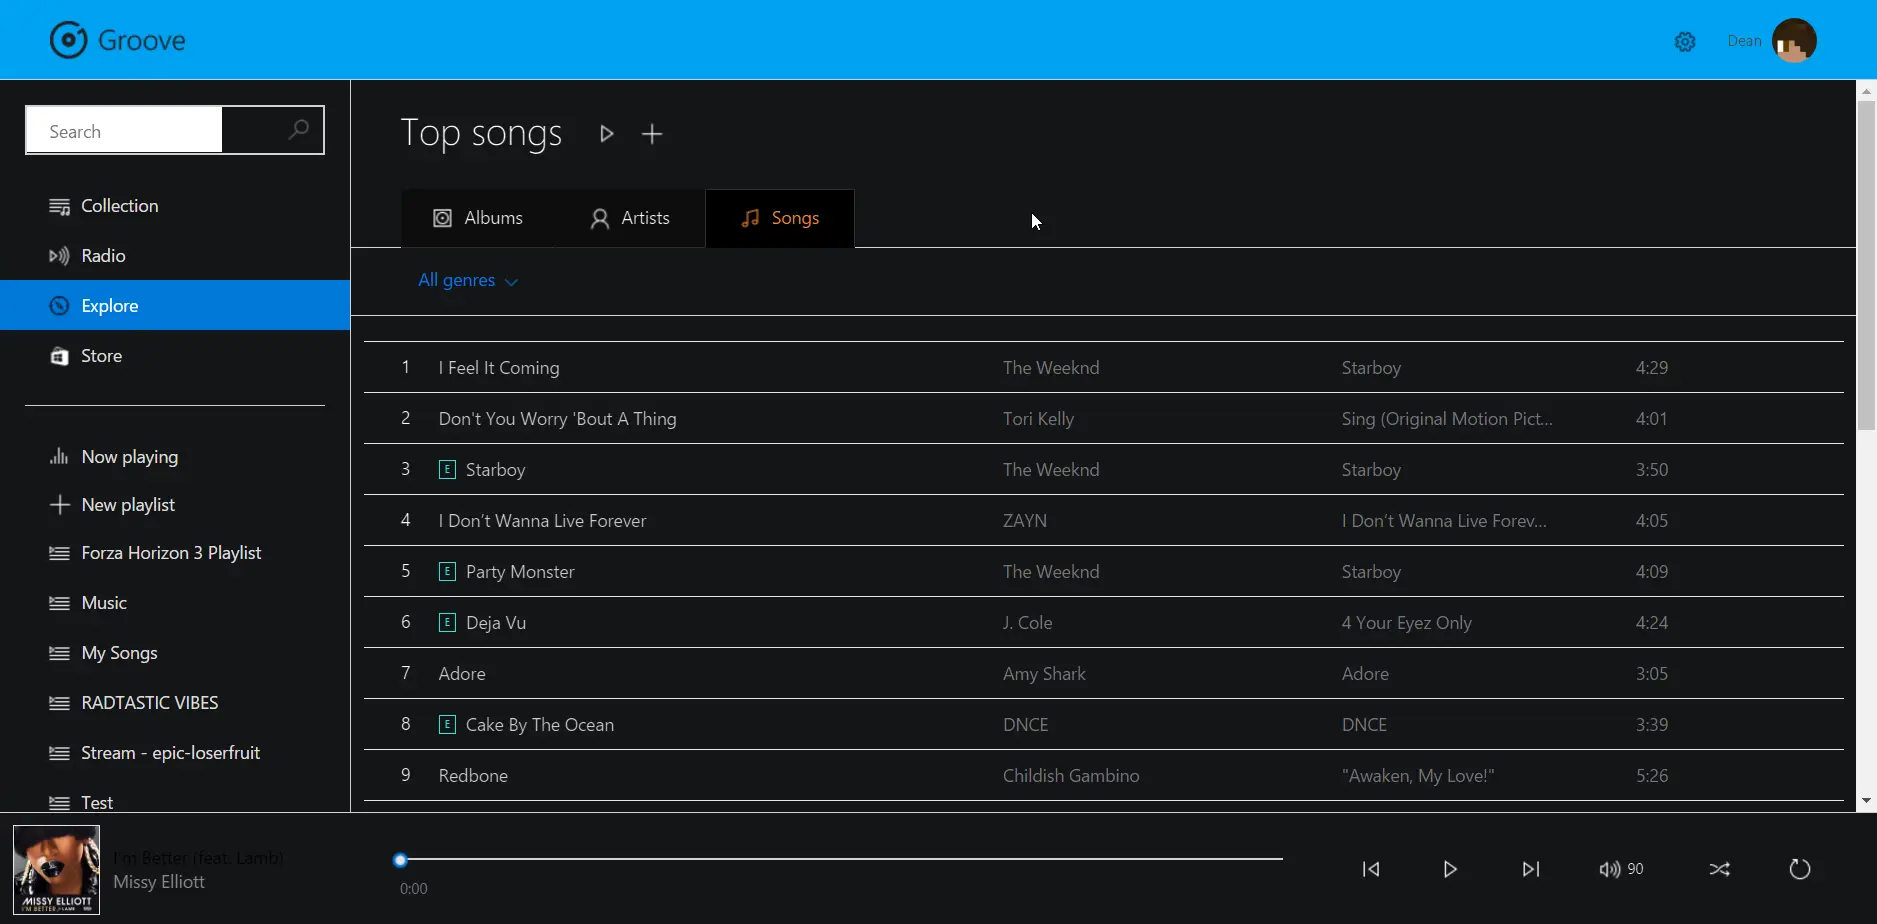 Groove
Dean
Search
Collection
Radio
Explore
Store
Now playing
New playlist
Forza Horizon 3 Playlist
Music
My Songs
RADTASTIC VIBES
Stream - epic-loserfruit
Test
Top songs
Albums Artists Songs
All genres
1 I Feel It Coming The Weeknd Starboy 4:29
2 Don't You Worry 'Bout A Thing Tori Kelly Sing (Original Motion Pict... 4:01
3 E Starboy The Weeknd Starboy 3:50
4 I Don’t Wanna Live Forever ZAYN I Don’t Wanna Live Forev... 4:05
5 E Party Monster The Weeknd Starboy 4:09
6 E Deja Vu J. Cole 4 Your Eyez Only 4:24
7 Adore Amy Shark Adore 3:05
8 E Cake By The Ocean DNCE DNCE 3:39
9 Redbone Childish Gambino "Awaken, My Love!" 5:26
MISSY ELLIOTT
I'M BETTER
I'm Better (feat. Lamb)
Missy Elliott
0:00
90